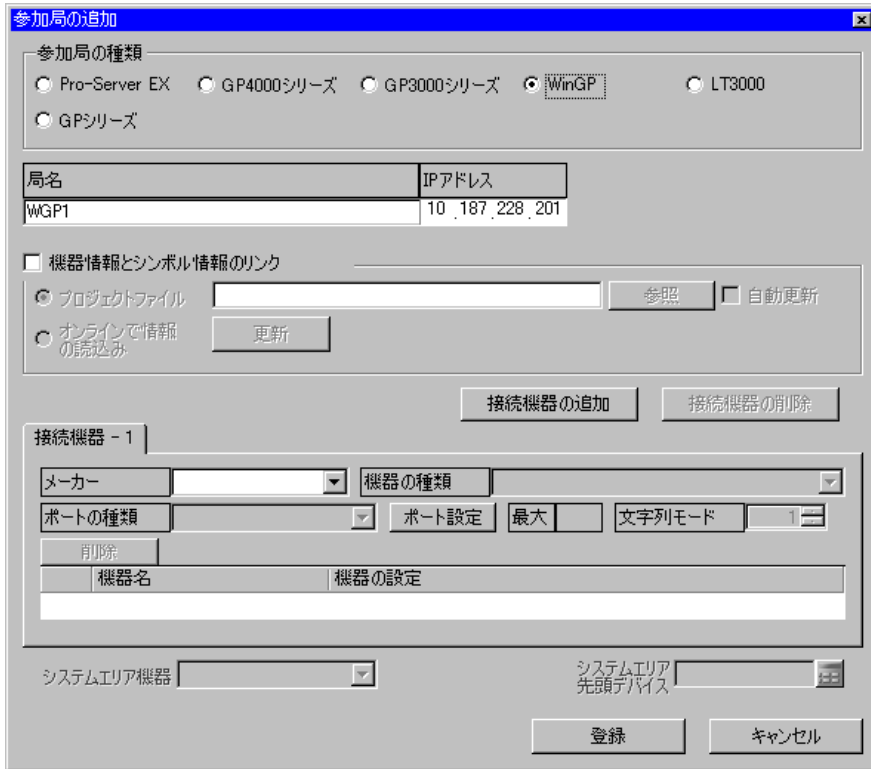 参加局の追加
参加局の種類
Pro-Server EX GP4000シリーズ GP3000シリーズ WinGP LT3000
GPシリーズ
局名 IPアドレス
WGP1 10 .187 .228 .201
機器情報とシンボル情報のリンク
プロジェクトファイル 参照 自動更新
オンラインで情報
の読込み 更新
接続機器の追加 接続機器の削除
接続機器 - 1
メーカー 機器の種類
ポートの種類 ポート設定 最大 文字列モード 1
削除
機器名 機器の設定
システムエリア機器 システムエリア
先頭デバイス
登録 キャンセル